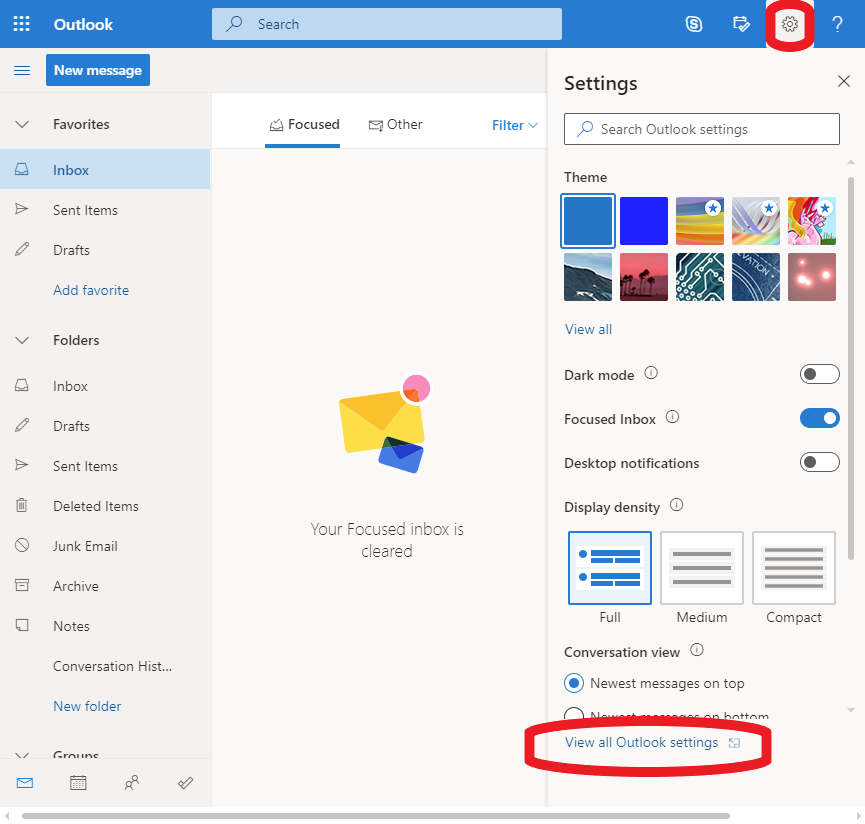 Outlook
Search
?
New message
Favorites
Inbox
Sent Items
Drafts
Add favorite
Folders
Inbox
Drafts
Sent Items
Deleted Items
Junk Email
Archive
Notes
Conversation Hist...
New folder
Groups
Focused
Other
Filter
Your Focused inbox is
cleared
Settings
Search Outlook settings
Theme
VATION
View all
Dark mode
Focused Inbox
Desktop notifications
Display density
Full
Medium
Compact
Conversation view
Newest messages on top
Newest messages on bottom
View all Outlook settings